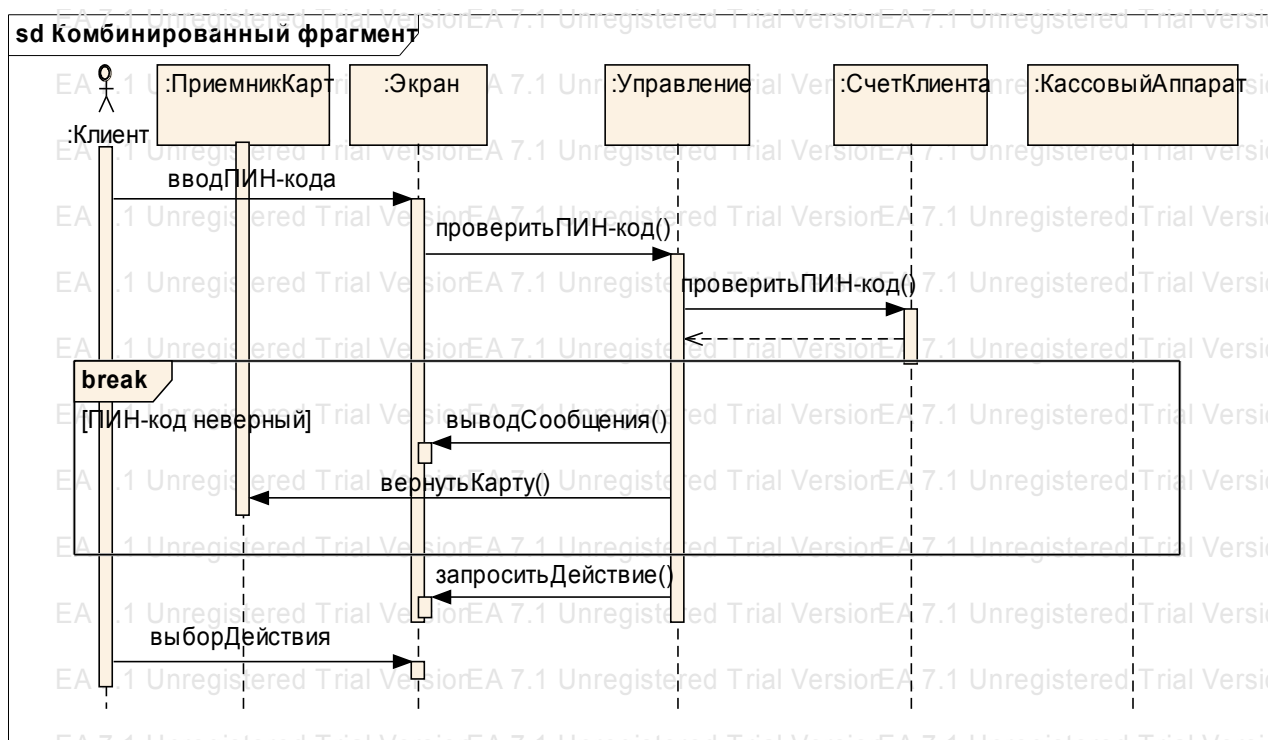 sd Комбинированный фрагмент
:Клиент
:ПриемникКарт
:Экран
:Управление
:СчетКлиента
:КассовыйАппарат
вводПИН-кода
проверитьПИН-код()
проверитьПИН-код()
break
[ПИН-код неверный]
выводСообщения()
вернутьКарту()
запроситьДействие()
выборДействия
EA 7.1 Unregistered Trial Version